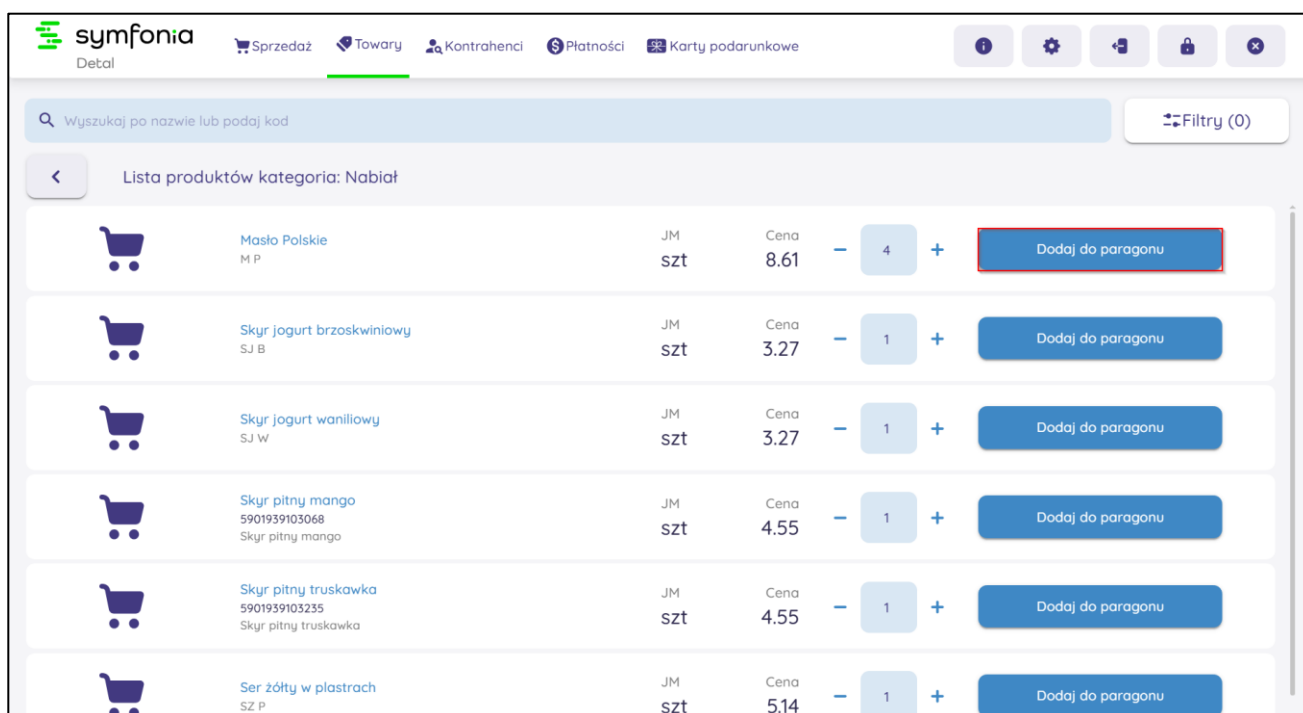 symfonia
Detal
Sprzedaż Towary Kontrahenci Płatności Karty podarunkowe
Wyszukaj po nazwie lub podaj kod
Filtry (0)
Lista produktów kategoria: Nabiał
Masło Polskie
M P
JM
szt
Cena
8.61
4
Dodaj do paragonu
Skyr jogurt brzoskwiniowy
SJ B
JM
szt
Cena
3.27
1
Dodaj do paragonu
Skyr jogurt waniliowy
SJ W
JM
szt
Cena
3.27
1
Dodaj do paragonu
Skyr pitny mango
5901939103068
Skyr pitny mango
JM
szt
Cena
4.55
1
Dodaj do paragonu
Skyr pitny truskawka
5901939103235
Skyr pitny truskawka
JM
szt
Cena
4.55
1
Dodaj do paragonu
Ser żółty w plastrach
SZ P
JM
szt
Cena
5.14
1
Dodaj do paragonu